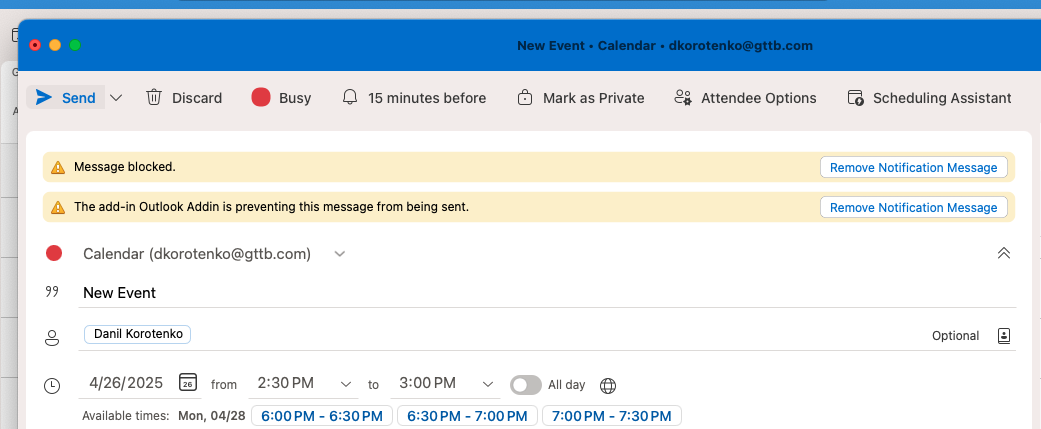 New Event • Calendar • dkorotenko@gttb.com
Send Discard Busy 15 minutes before Mark as Private Attendee Options Scheduling Assistant
Message blocked. Remove Notification Message
The add-in Outlook Addin is preventing this message from being sent. Remove Notification Message
Calendar (dkorotenko@gttb.com)
New Event
Danil Korotenko Optional
4/26/2025 26 from 2:30 PM to 3:00 PM All day
Available times: Mon, 04/28 6:00 PM - 6:30 PM 6:30 PM - 7:00 PM 7:00 PM - 7:30 PM